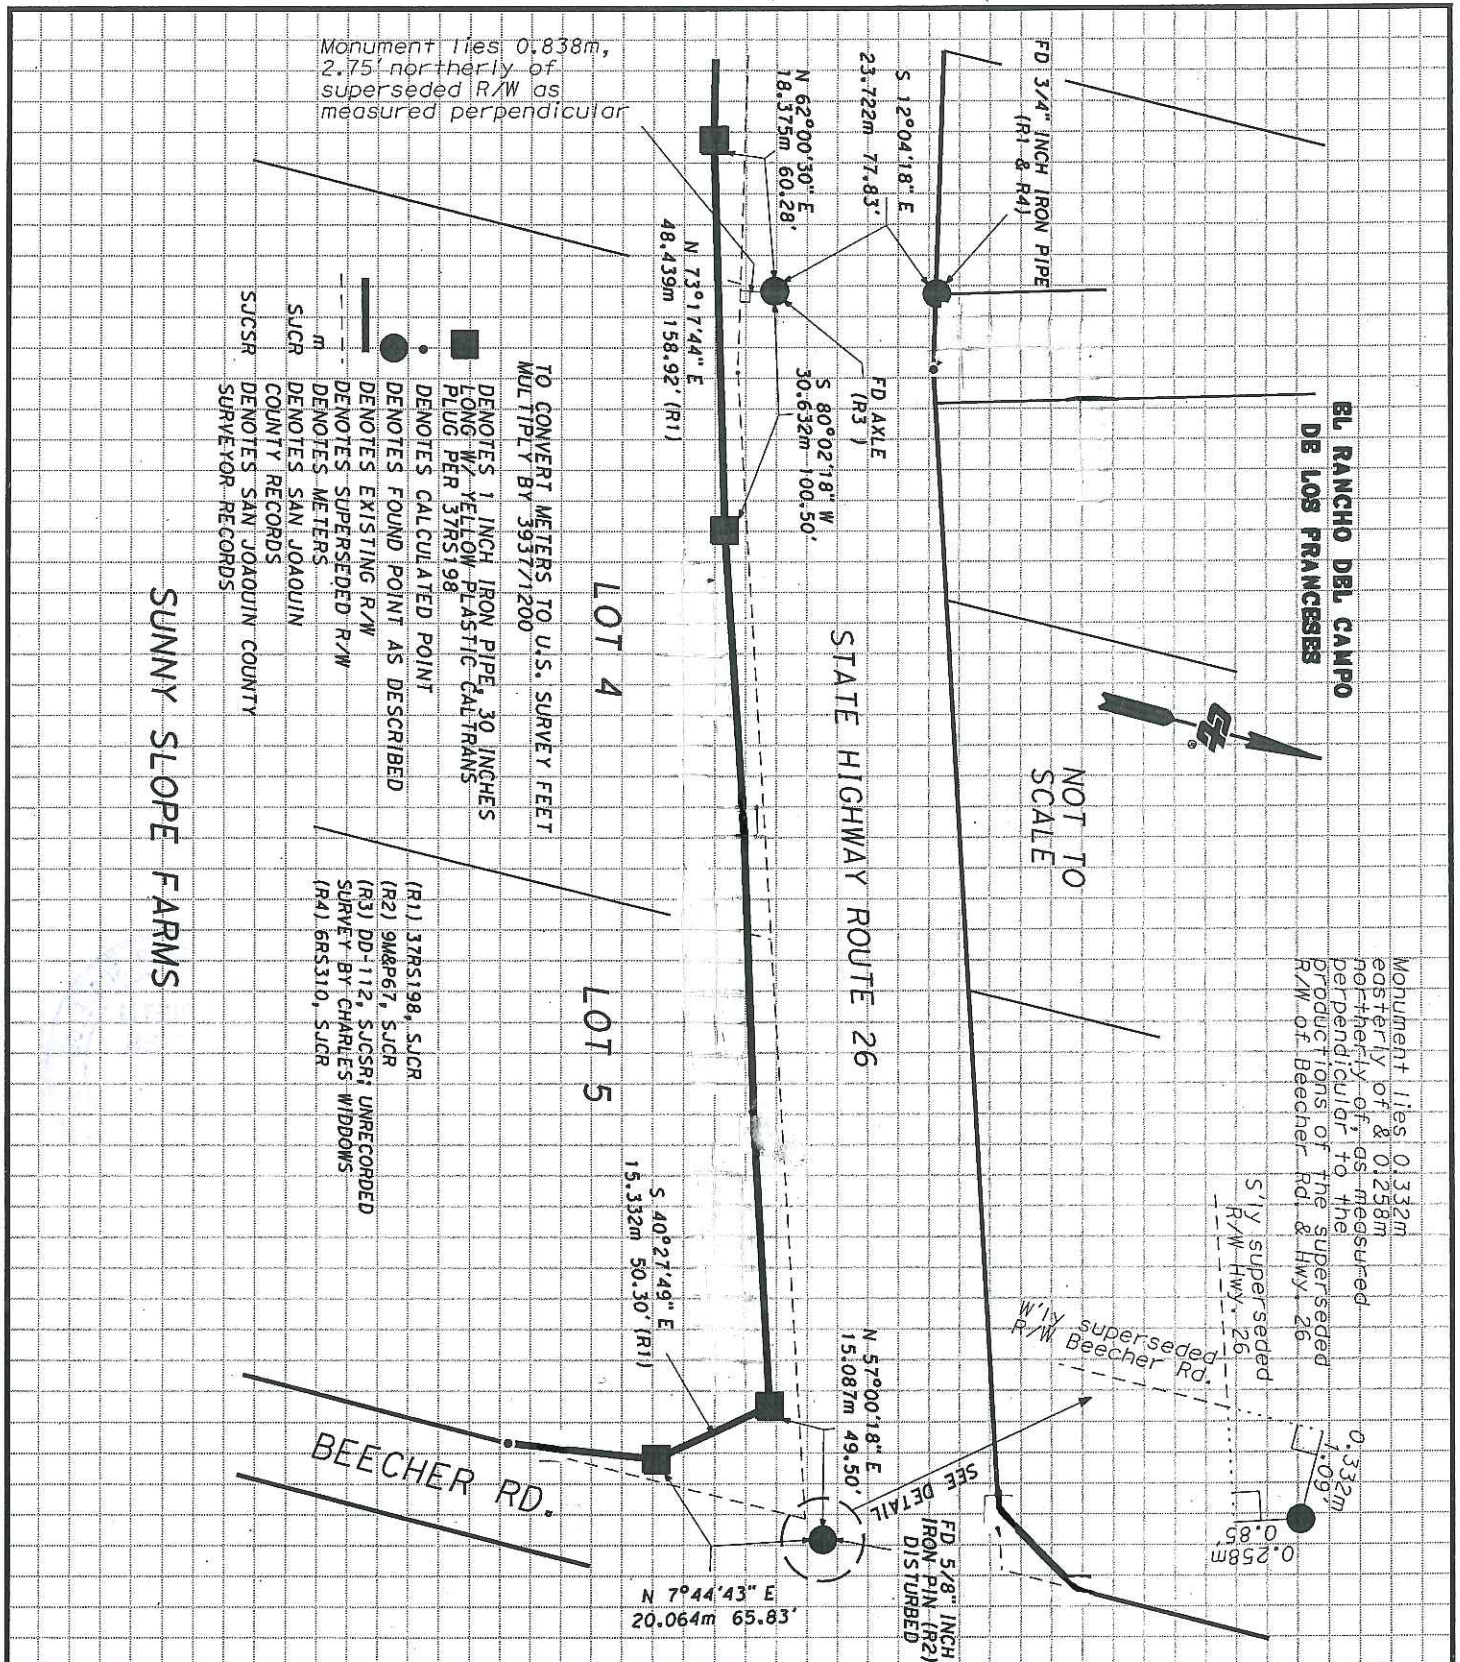 Monument lies 0.838m,
2.75' northerly of
superseded R/W as
measured perpendicular
FD 3/4" INCH IRON PIPE
(R1 & R4)
S 12°04'18" E
23.722m 77.83'
N 62°00'30" E
18.375m 60.28'
N 73°17'44" E
48.439m 158.92' (R1)
FD AXLE
(R3 )
S 80°02'18" W
30.632m 100.50'
EL RANCHO DEL CAMPO
DE LOS FRANCESES
NOT TO
SCALE
STATE HIGHWAY ROUTE 26
LOT 4
LOT 5
TO CONVERT METERS TO U.S. SURVEY FEET
MULTIPLY BY 3937/1200
DENOTES 1 INCH IRON PIPE, 30 INCHES
LONG W/ YELLOW PLASTIC CALTRANS
PLUG PER 37RS198
DENOTES CALCULATED POINT
DENOTES FOUND POINT AS DESCRIBED
DENOTES EXISTING R/W
DENOTES SUPERSEDED R/W
m DENOTES METERS
SJCR DENOTES SAN JOAQUIN
COUNTY RECORDS
SJCSR DENOTES SAN JOAQUIN COUNTY
SURVEYOR RECORDS
(R1) 37RS198, SJCR
(R2) 9M&P67, SJCR
(R3) DD-112, SJCSR; UNRECORDED
SURVEY BY CHARLES WIDDOWS
(R4) 6RS310, SJCR
SUNNY SLOPE FARMS
Monument lies 0.332m
easterly of & 0.258m
northerly of, as measured
perpendicular to the
productions of the superseded
R/W of Beecher Rd. & Hwy. 26
S'ly superseded
R/W Hwy. 26
W'ly superseded
R/W Beecher Rd.
0.332m
1.09'
0.258m
0.85'
SEE DETAIL
S 40°27'49" E
15.332m 50.30' (R1)
N 57°00'18" E
15.087m 49.50'
FD 5/8" INCH
IRON PIN (R2)
DISTURBED
BEECHER RD.
N 7°44'43" E
20.064m 65.83'